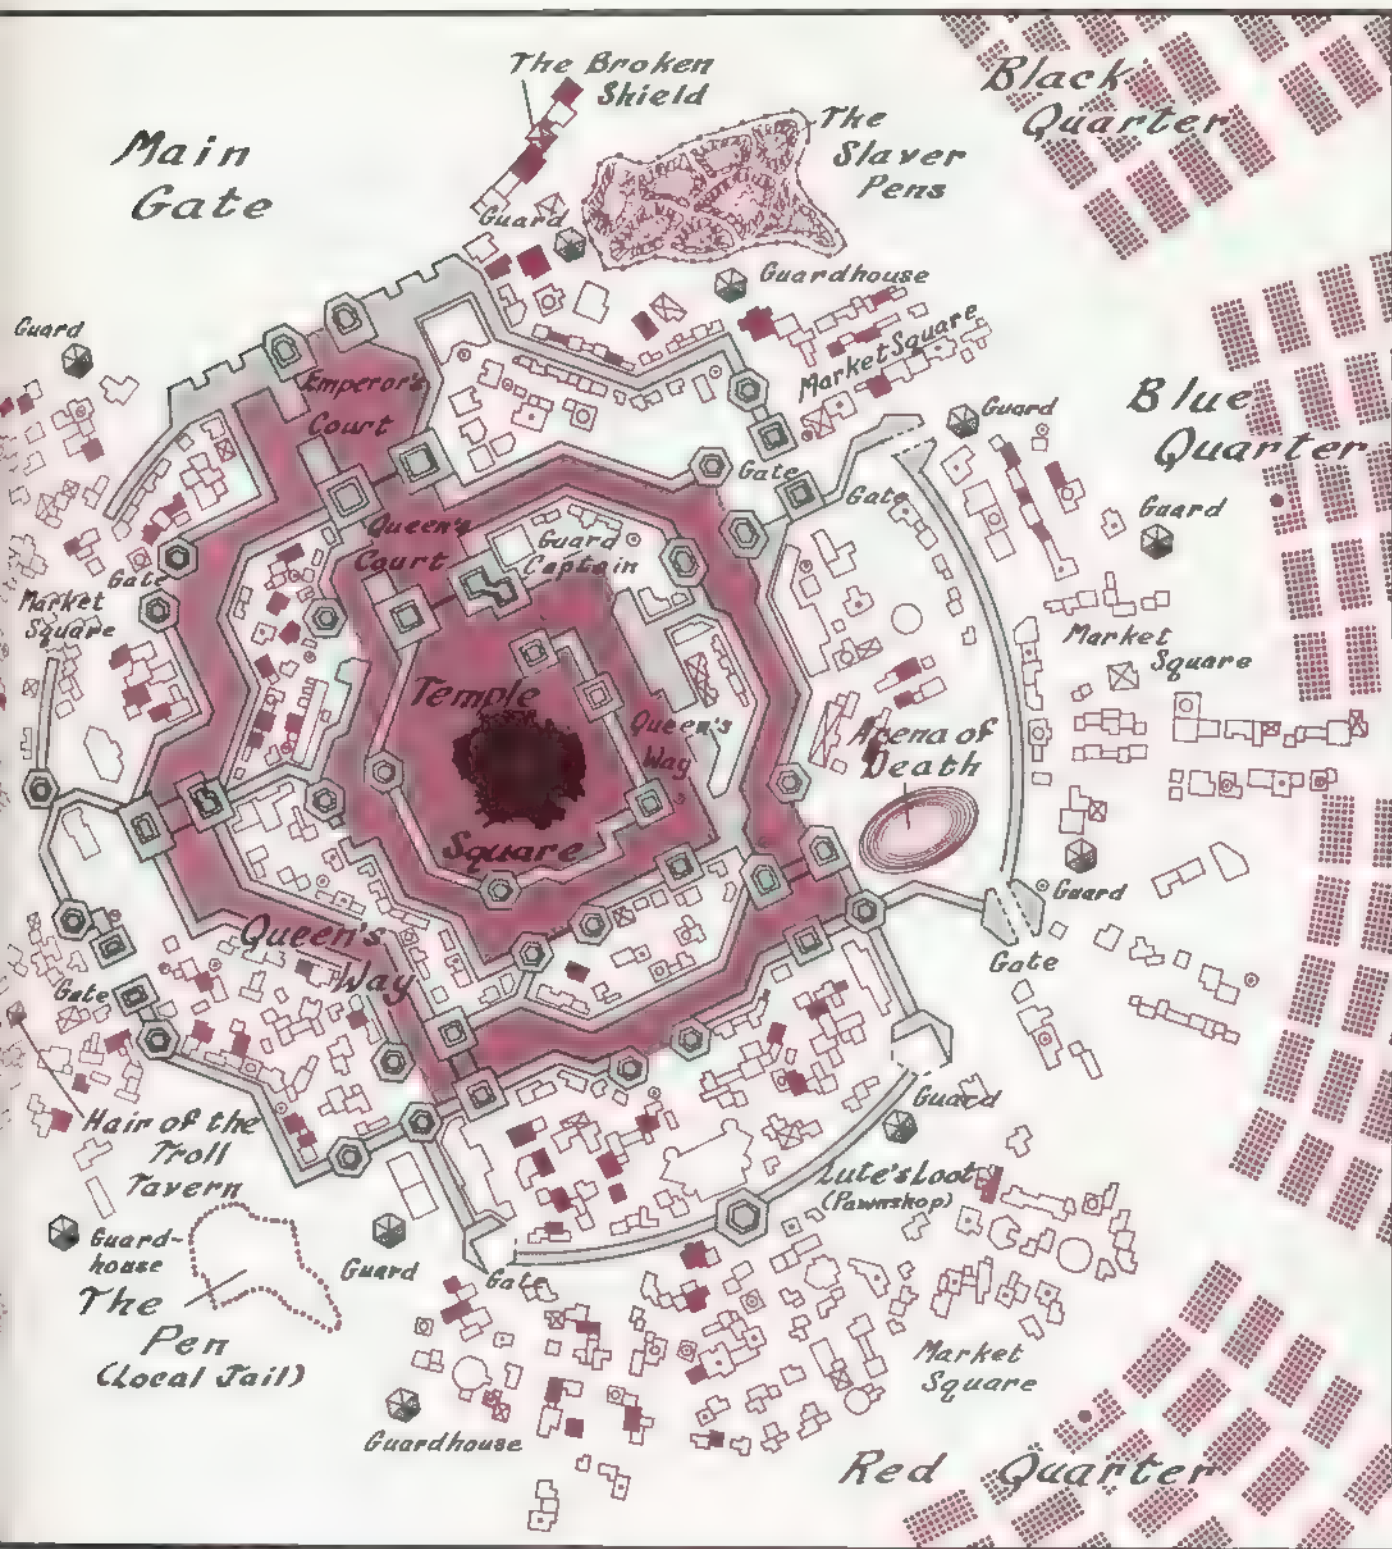 The Broken
Shield
Black
Quarter
Main
Gate
The
Slaver
Pens
Guard
Guardhouse
Guard
Market Square
Emperor's
Court
Blue
Quarter
Guard
Gate
Gate
Guard
Queen's
Court
Guard
Captain
Gate
Market
Square
Market
Square
Temple
Square
Queen's
Way
Arena of
Death
Guard
Queen's
Way
Gate
Gate
Hair of the
Troll
Tavern
Guard
Lute's Loot
(Pawnshop)
Guard-
house
The
Pen
(Local Jail)
Guard
Gate
Market
Square
Guardhouse
Red Quarter